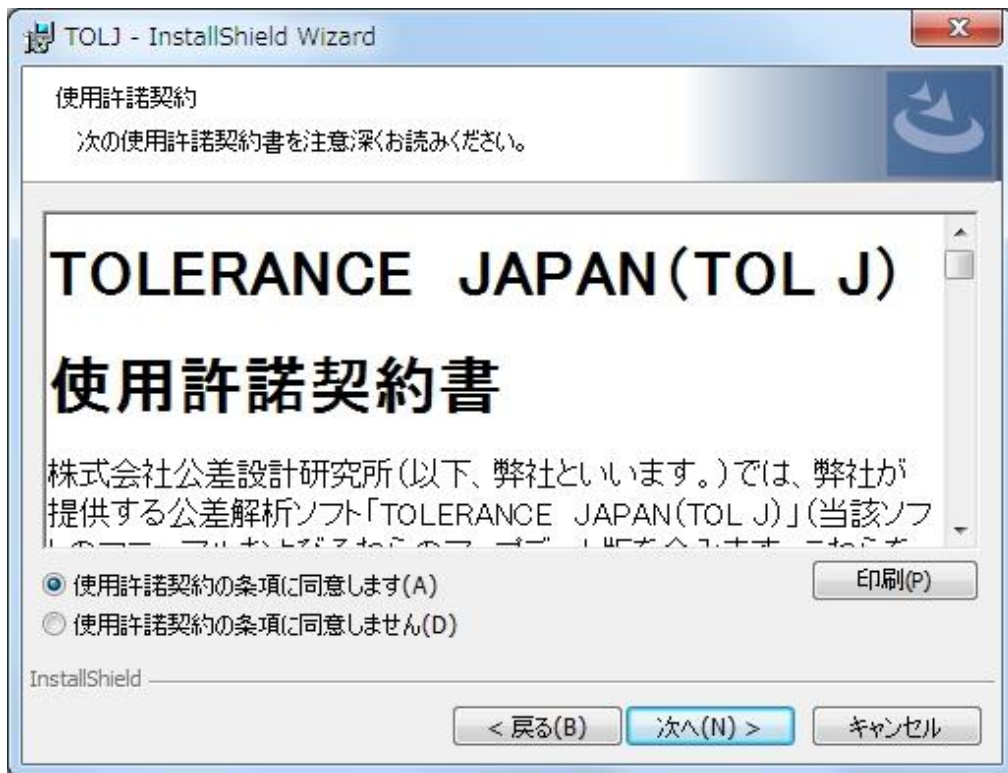 TOLJ - InstallShield Wizard
使用許諾契約
次の使用許諾契約書を注意深くお読みください。
TOLERANCE　JAPAN(TOL J)
使用許諾契約書
株式会社公差設計研究所(以下、弊社といいます。)では、弊社が
提供する公差解析ソフト「TOLERANCE　JAPAN(TOL J)」(当該ソフ
使用許諾契約の条項に同意します(A)
印刷(P)
使用許諾契約の条項に同意しません(D)
InstallShield
< 戻る(B)
次へ(N) >
キャンセル